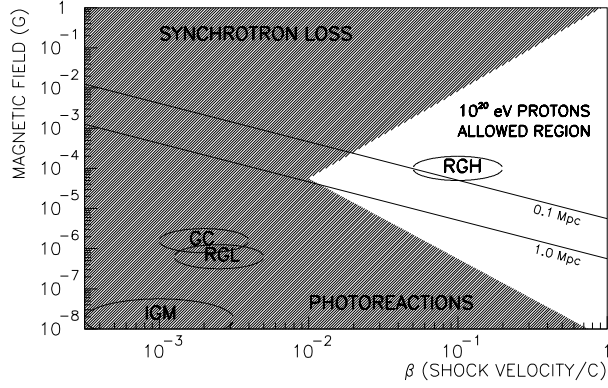 1
SYNCHROTRON LOSS
10⁻¹
10⁻²
10²⁰ eV PROTONS
ALLOWED REGION
10⁻³
10⁻⁴
RGH
10⁻⁵
0.1 Mpc
GC
10⁻⁶
RGL
1.0 Mpc
10⁻⁷
PHOTOREACTIONS
IGM
10⁻⁸
MAGNETIC FIELD (G)
10⁻³
10⁻²
10⁻¹
1
β (SHOCK VELOCITY/C)